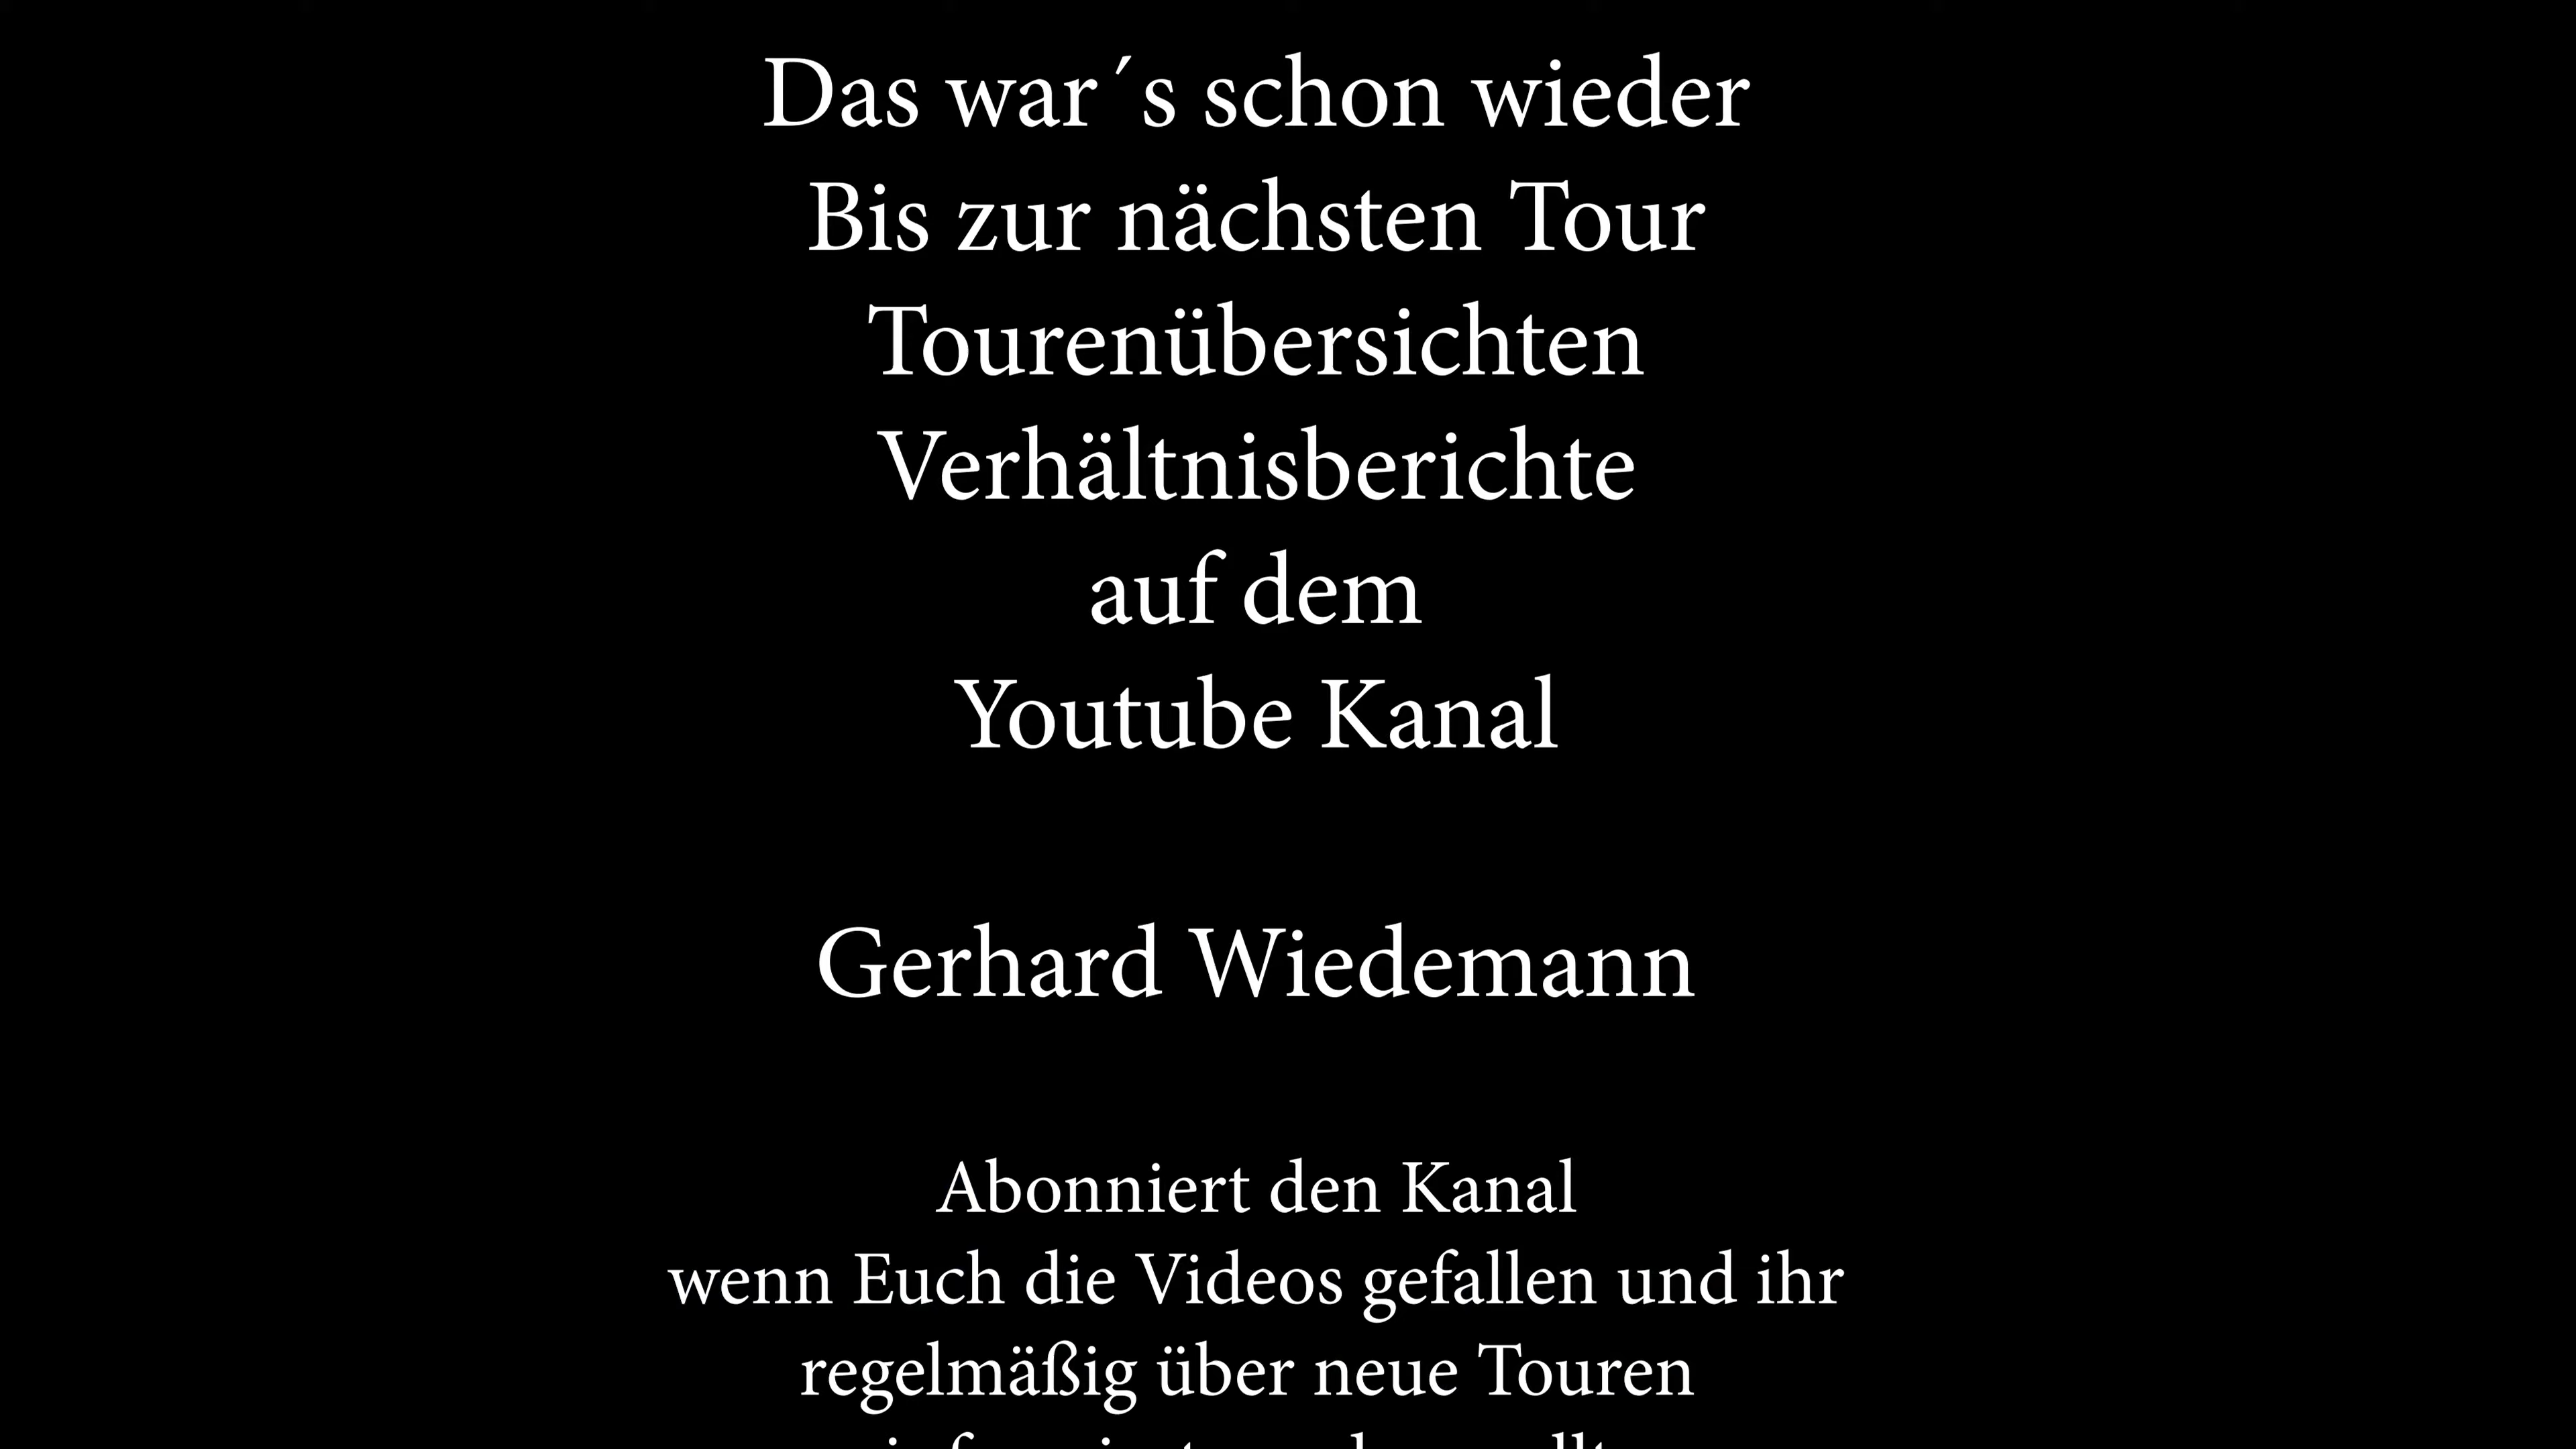 Das war´s schon wieder
Bis zur nächsten Tour
Tourenübersichten
Verhältnisberichte
auf dem
Youtube Kanal
Gerhard Wiedemann
Abonniert den Kanal
wenn Euch die Videos gefallen und ihr
regelmäßig über neue Touren